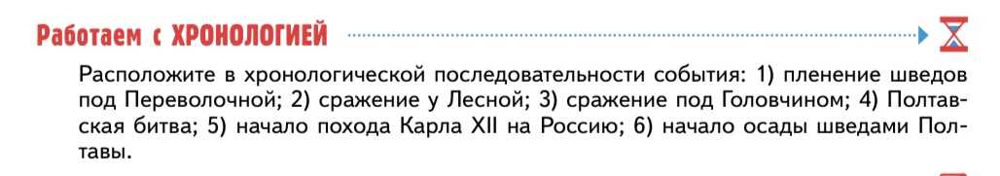 Работаем с ХРОНОЛОГИЕЙ
Расположите в хронологической последовательности события: 1) пленение шведов
под Переволочной; 2) сражение у Лесной; 3) сражение под Головчином; 4) Полтав-
ская битва; 5) начало похода Карла XII на Россию; 6) начало осады шведами Пол-
тавы.